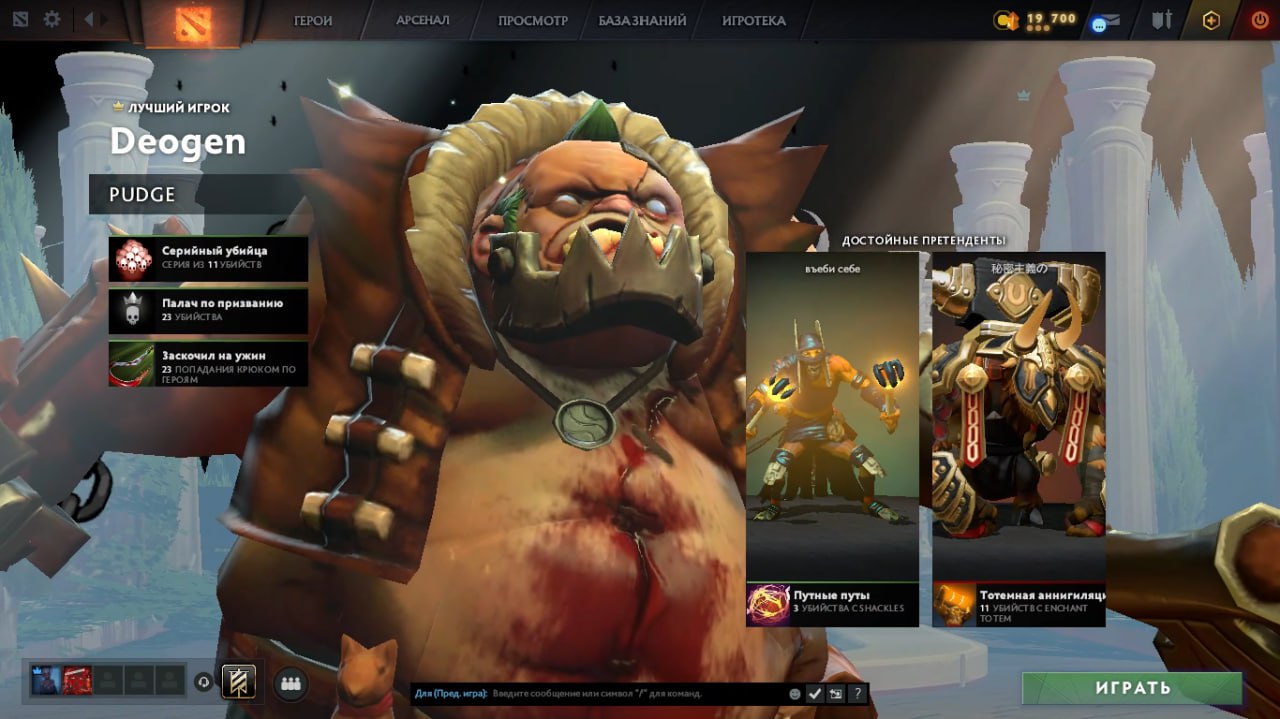 ГЕРОИ
АРСЕНАЛ
ПРОСМОТР
БАЗА ЗНАНИЙ
ИГРОТЕКА
19 700
ЛУЧШИЙ ИГРОК
Deogen
PUDGE
Серийный убийца
СЕРИЯ ИЗ 11 УБИЙСТВ
Палач по призванию
23 УБИЙСТВА
Заскочил на ужин
23 ПОПАДАНИЯ КРЮКОМ ПО
ГЕРОЯМ
ДОСТОЙНЫЕ ПРЕТЕНДЕНТЫ
въеби себе
秘密主義の
Путные путы
3 УБИЙСТВА С SHACKLES
Тотемная аннигиляц
11 УБИЙСТВ С ENCHANT
TOTEM
Для (Пред. игра): Введите сообщение или символ "/" для команд.
?
ИГРАТЬ